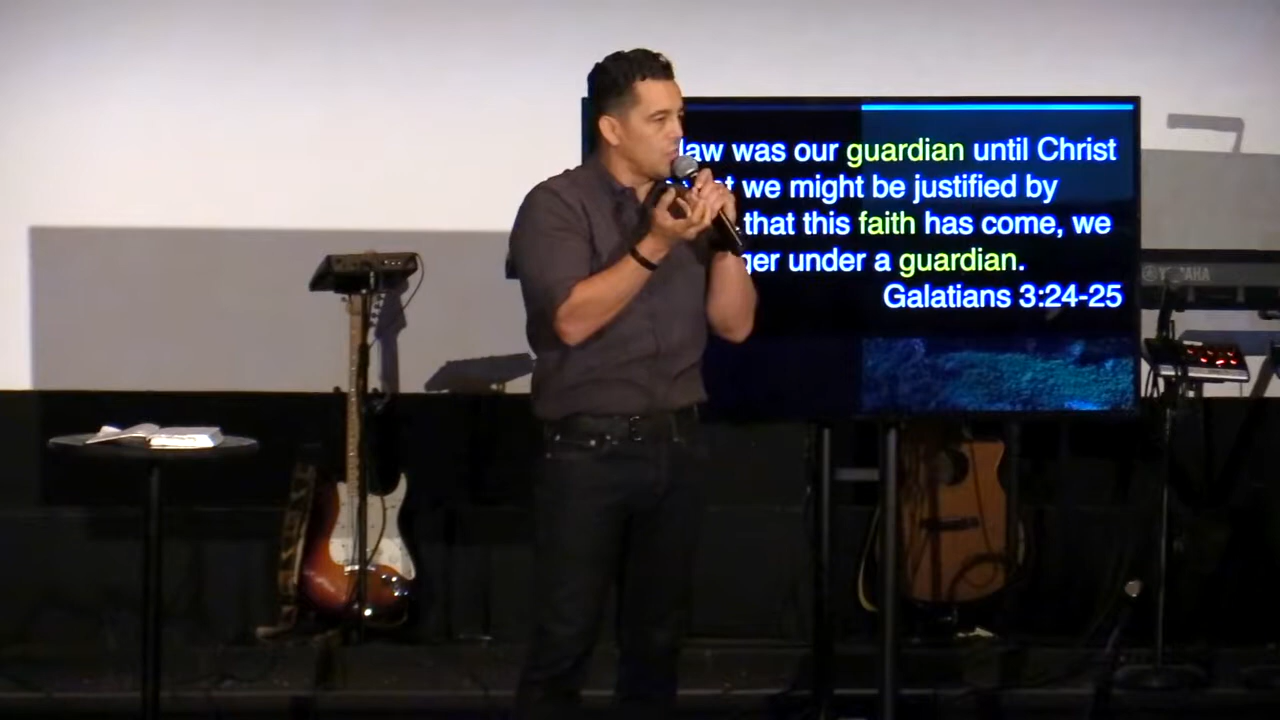 law was our guardian until Christ
we might be justified by
that this faith has come, we
under a guardian.
Galatians 3:24-25
YAMAHA